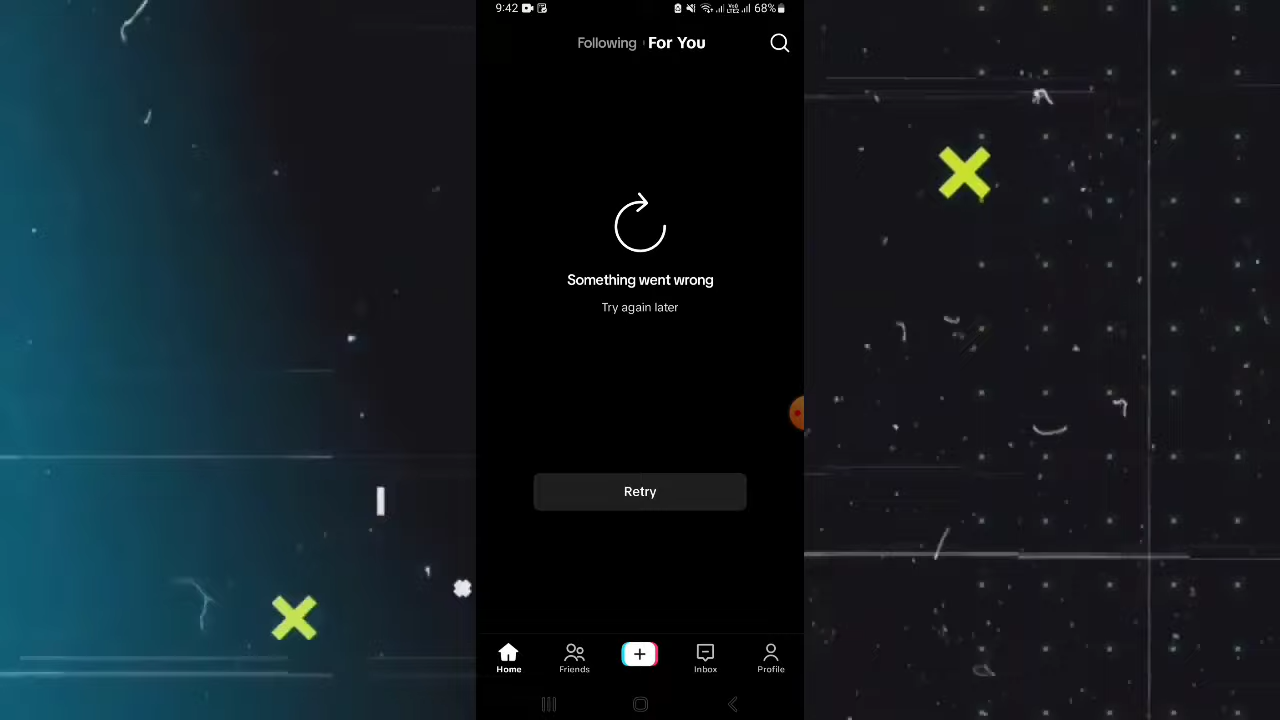 9:42 68%
Following For You
Something went wrong
Try again later
Retry
Home Friends Inbox Profile